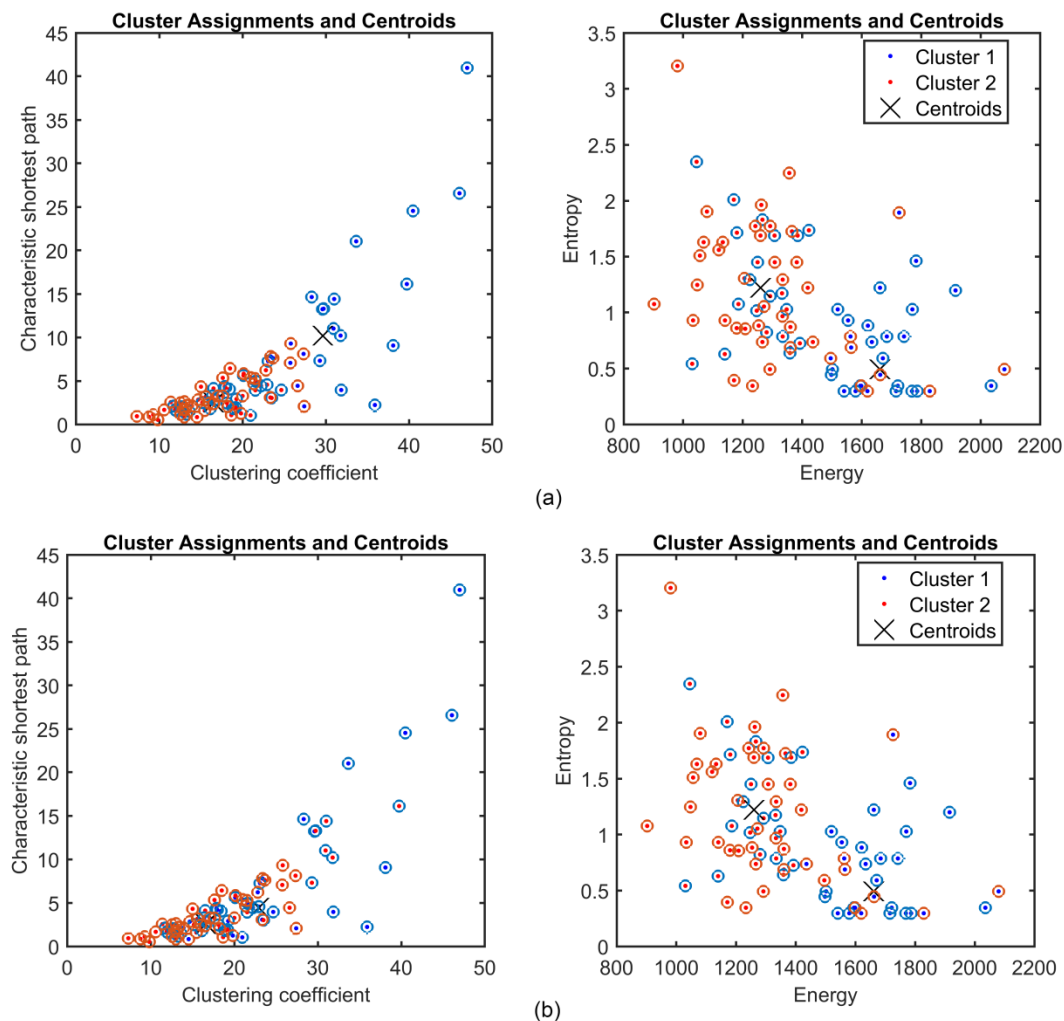 Cluster Assignments and Centroids
Characteristic shortest path
45
40
35
30
25
20
15
10
5
0
0 10 20 30 40 50
Clustering coefficient
Cluster Assignments and Centroids
Cluster 1
Cluster 2
Centroids
Entropy
3.5
3
2.5
2
1.5
1
0.5
0
800 1000 1200 1400 1600 1800 2000 2200
Energy
(a)
Cluster Assignments and Centroids
Characteristic shortest path
45
40
35
30
25
20
15
10
5
0
0 10 20 30 40 50
Clustering coefficient
Cluster Assignments and Centroids
Cluster 1
Cluster 2
Centroids
Entropy
3.5
3
2.5
2
1.5
1
0.5
0
800 1000 1200 1400 1600 1800 2000 2200
Energy
(b)